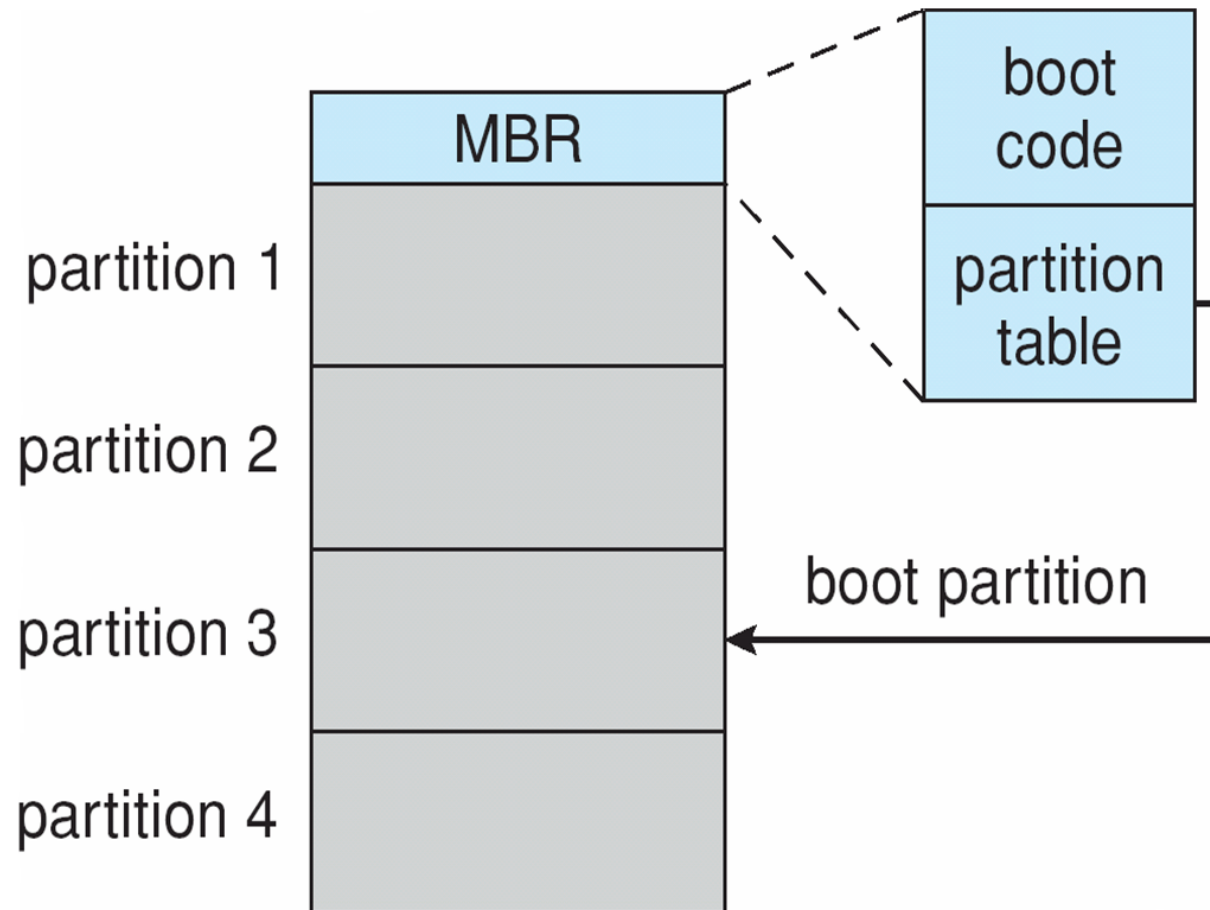 boot
code
MBR
partition 1
partition
table
partition 2
boot partition
partition 3
partition 4